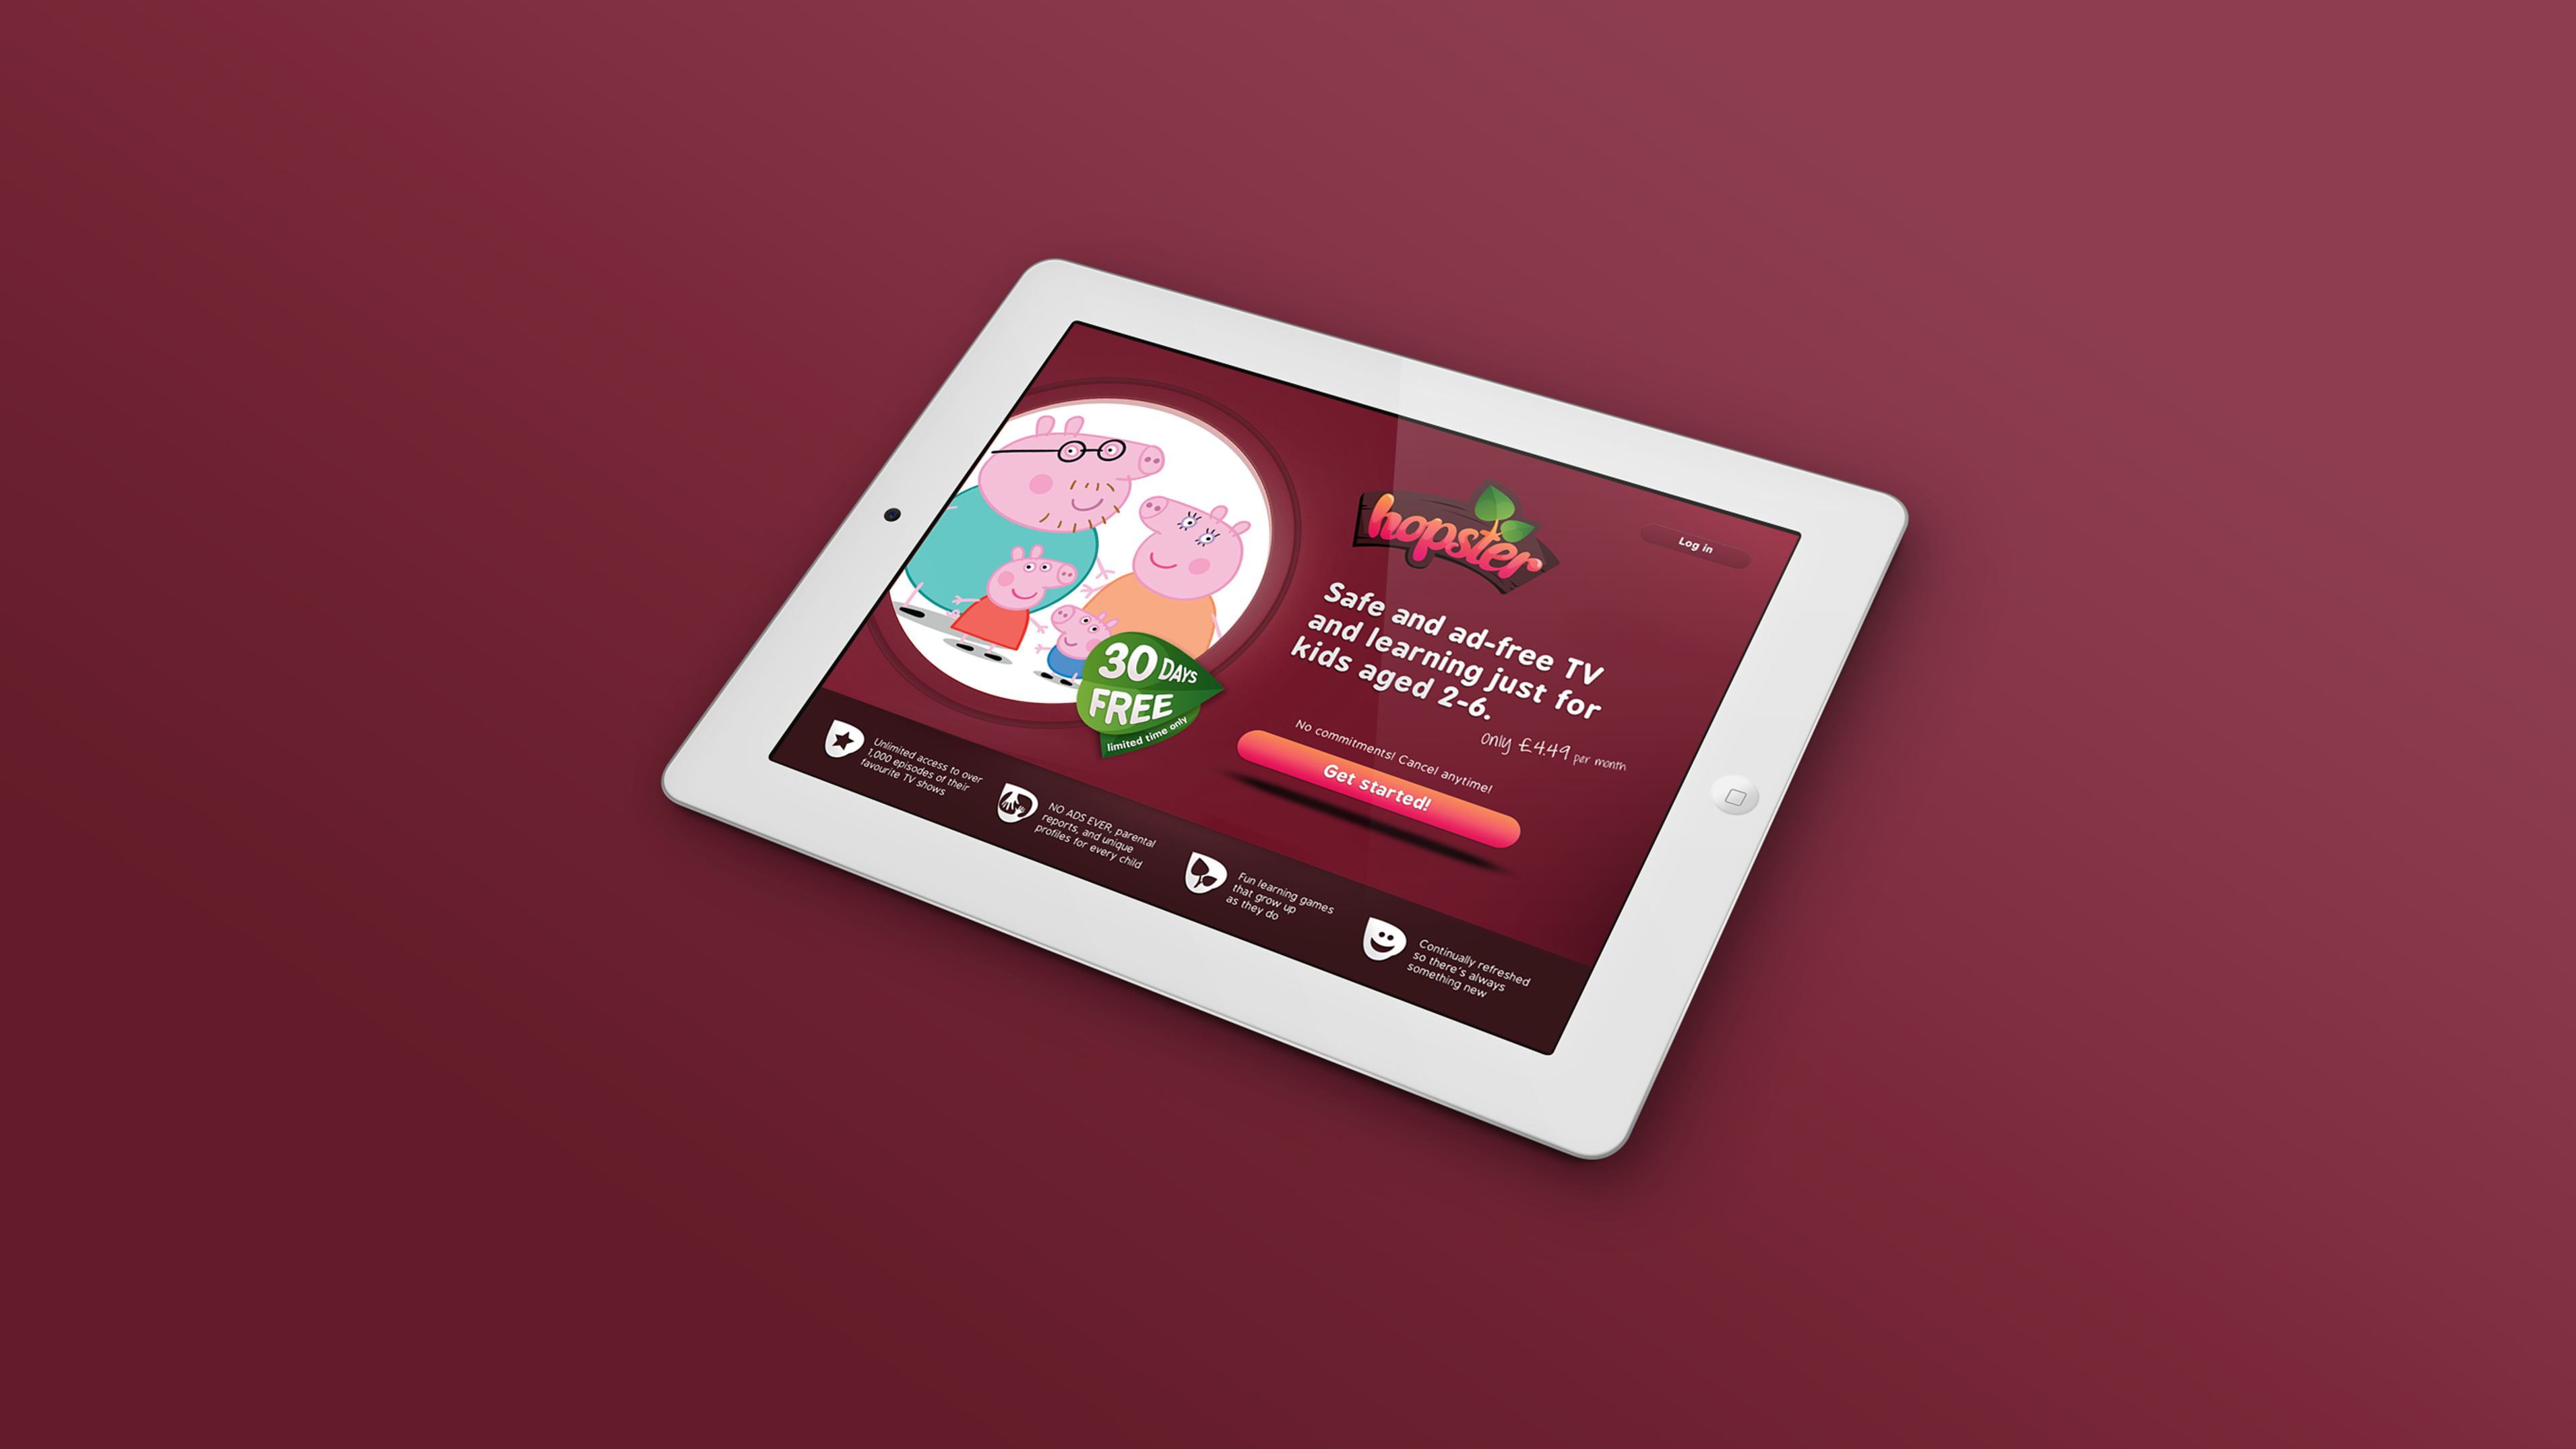 hopster
Log in
Safe and ad-free TV
and learning just for
kids aged 2-6.
only £4.49 per month
No commitments! Cancel anytime!
Get started!
30 DAYS
FREE
limited time only
Unlimited access to over
1,000 episodes of their
favourite TV shows
NO ADS EVER, parental
reports, and unique
profiles for every child
Fun learning games
that grow up
as they do
Continually refreshed
so there's always
something new